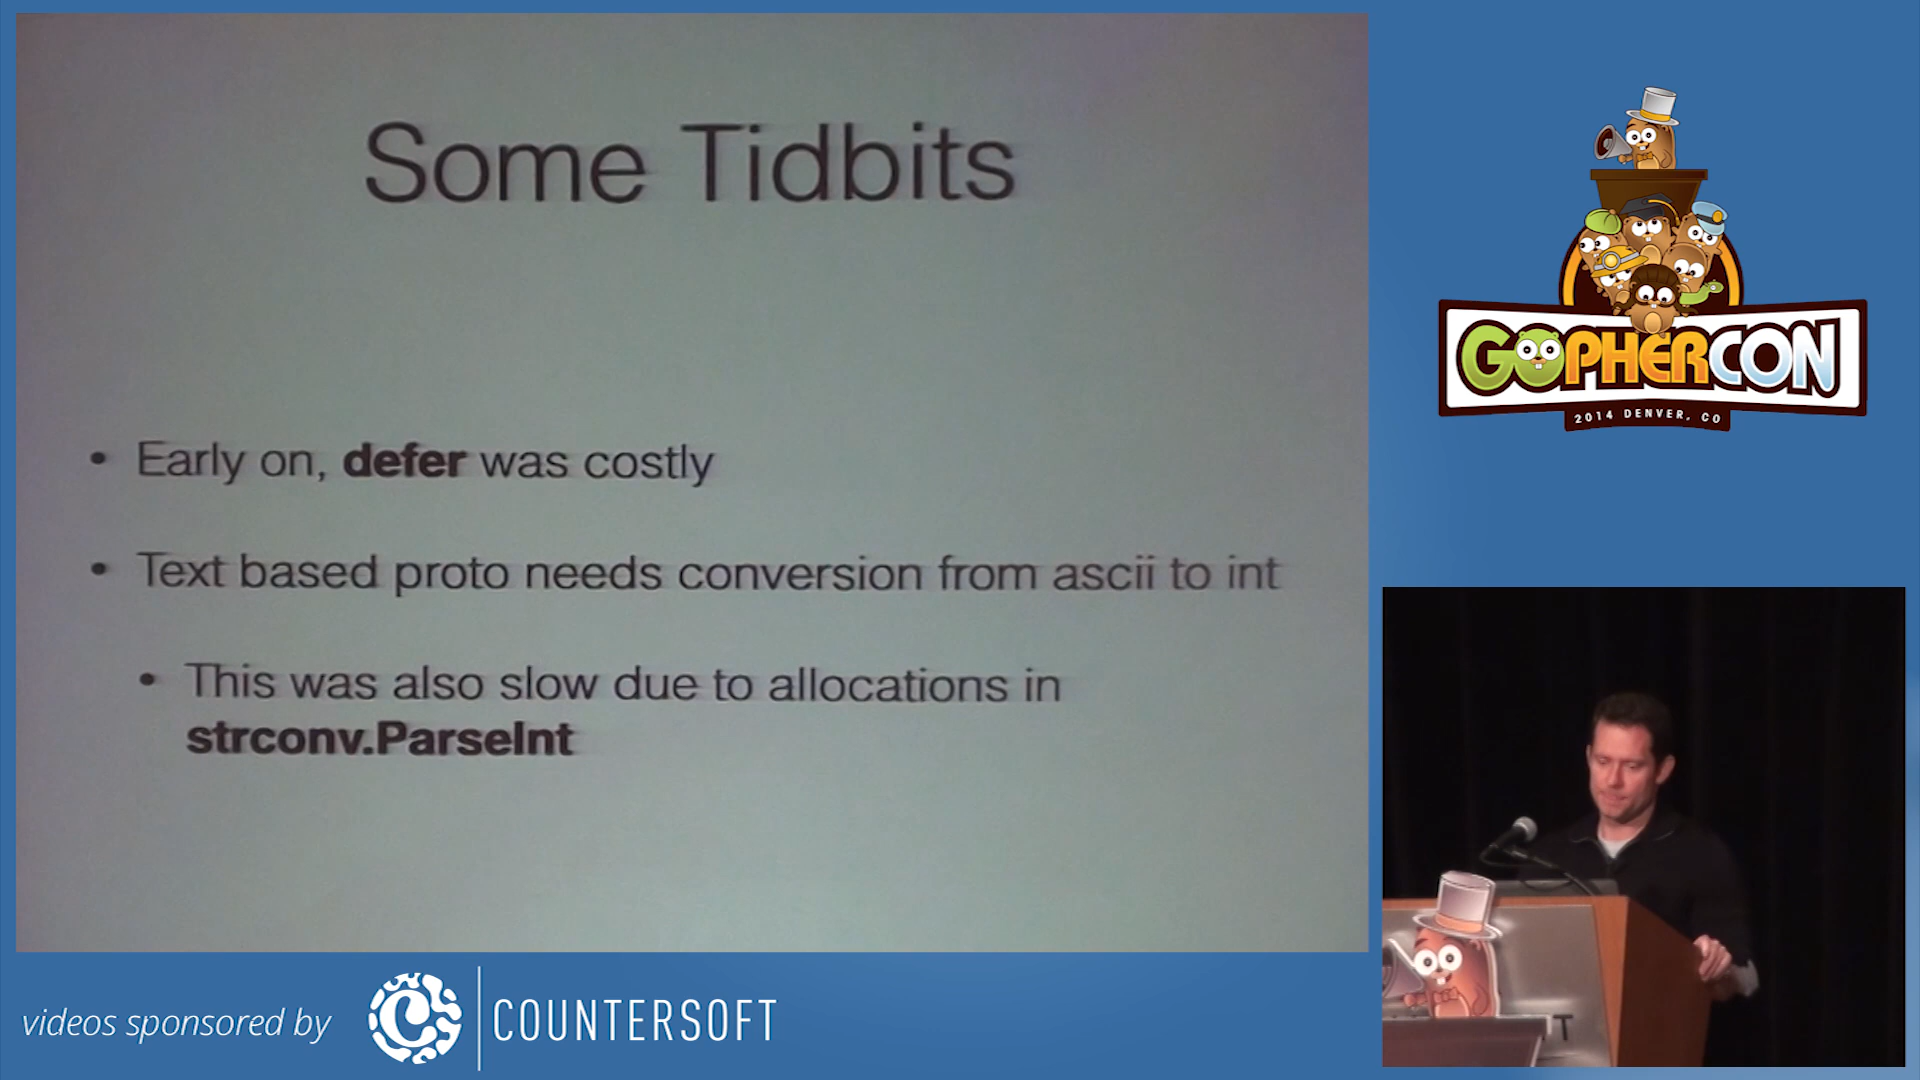 Some Tidbits
• Early on, defer was costly
• Text based proto needs conversion from ascii to int
• This was also slow due to allocations in
strconv.ParseInt
GOPHERCON
2014 DENVER, CO
videos sponsored by
COUNTERSOFT
T